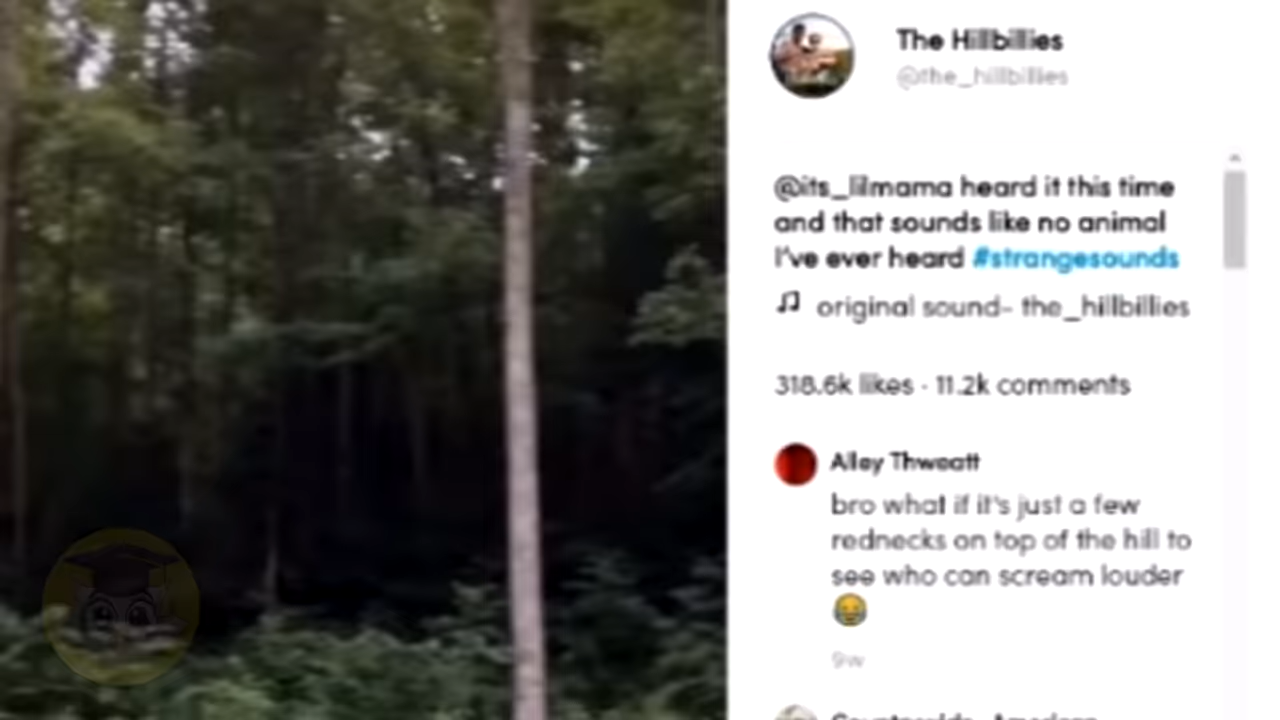 The Hillbillies
@the_hillbillies
@its_lilmama heard it this time
and that sounds like no animal
I've ever heard #strangesounds
original sound- the_hillbillies
318.6k likes · 11.2k comments
Alley Thweatt
bro what if it's just a few
rednecks on top of the hill to
see who can scream louder
😂
9w